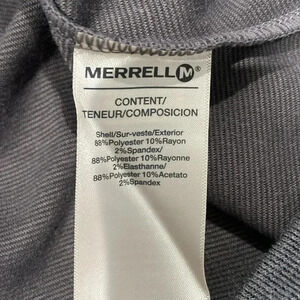 MERRELL M
CONTENT/
TENEUR/COMPOSICION
Shell/Sur-veste/Exterior
88%Polyester 10%Rayon
2%Spandex/
88%Polyester 10%Rayonne
2%Elasthanne/
88%Polyester 10%Acetato
2%Spandex